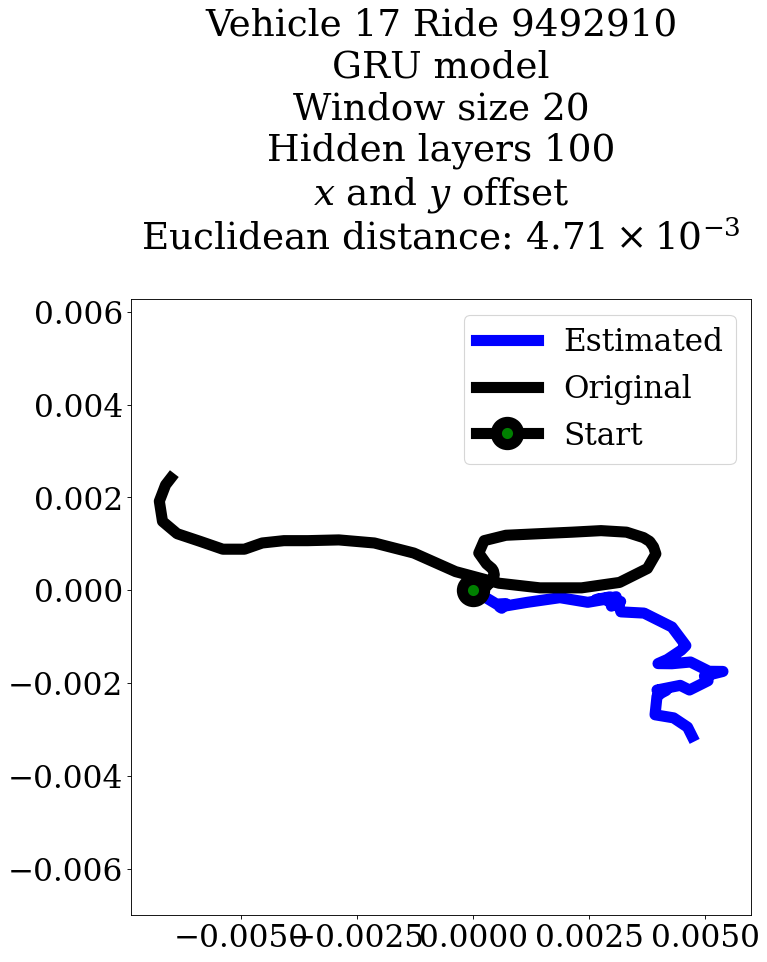 Vehicle 17 Ride 9492910
GRU model
Window size 20
Hidden layers 100
x and y offset
Euclidean distance: 4.71 × 10⁻³
Estimated
Original
Start
0.006
0.004
0.002
0.000
−0.002
−0.004
−0.006
−0.0050 −0.0025 0.0000 0.0025 0.0050